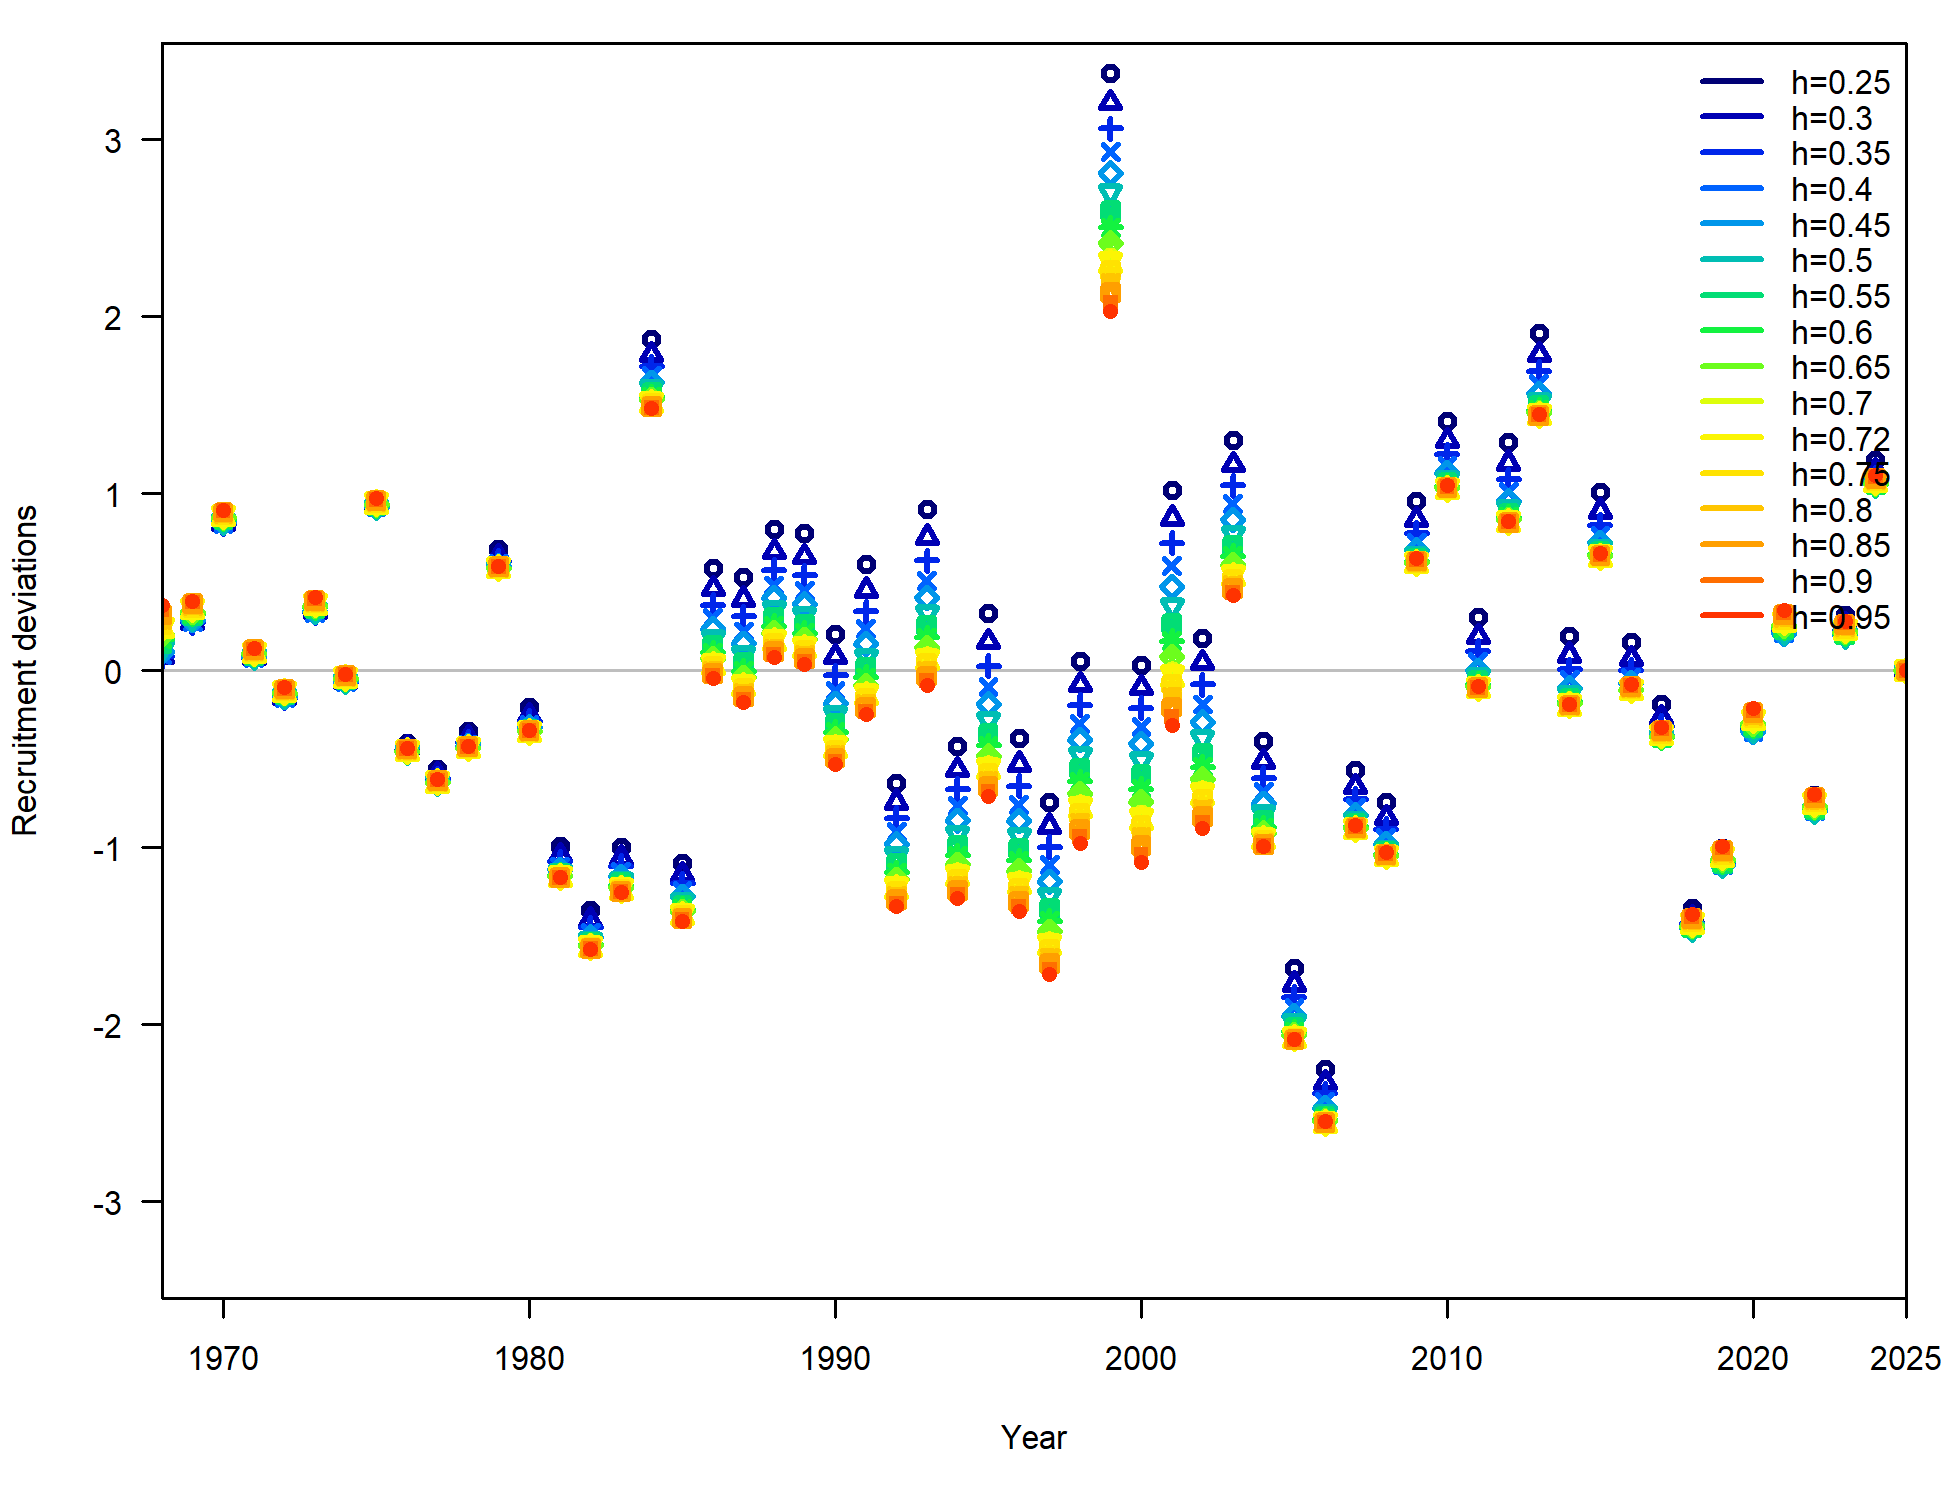 h=0.25
h=0.3
h=0.35
h=0.4
h=0.45
h=0.5
h=0.55
h=0.6
h=0.65
h=0.7
h=0.72
h=0.75
h=0.8
h=0.85
h=0.9
h=0.95
3
2
1
0
-1
-2
-3
Recruitment deviations
1970 1980 1990 2000 2010 2020 2025
Year